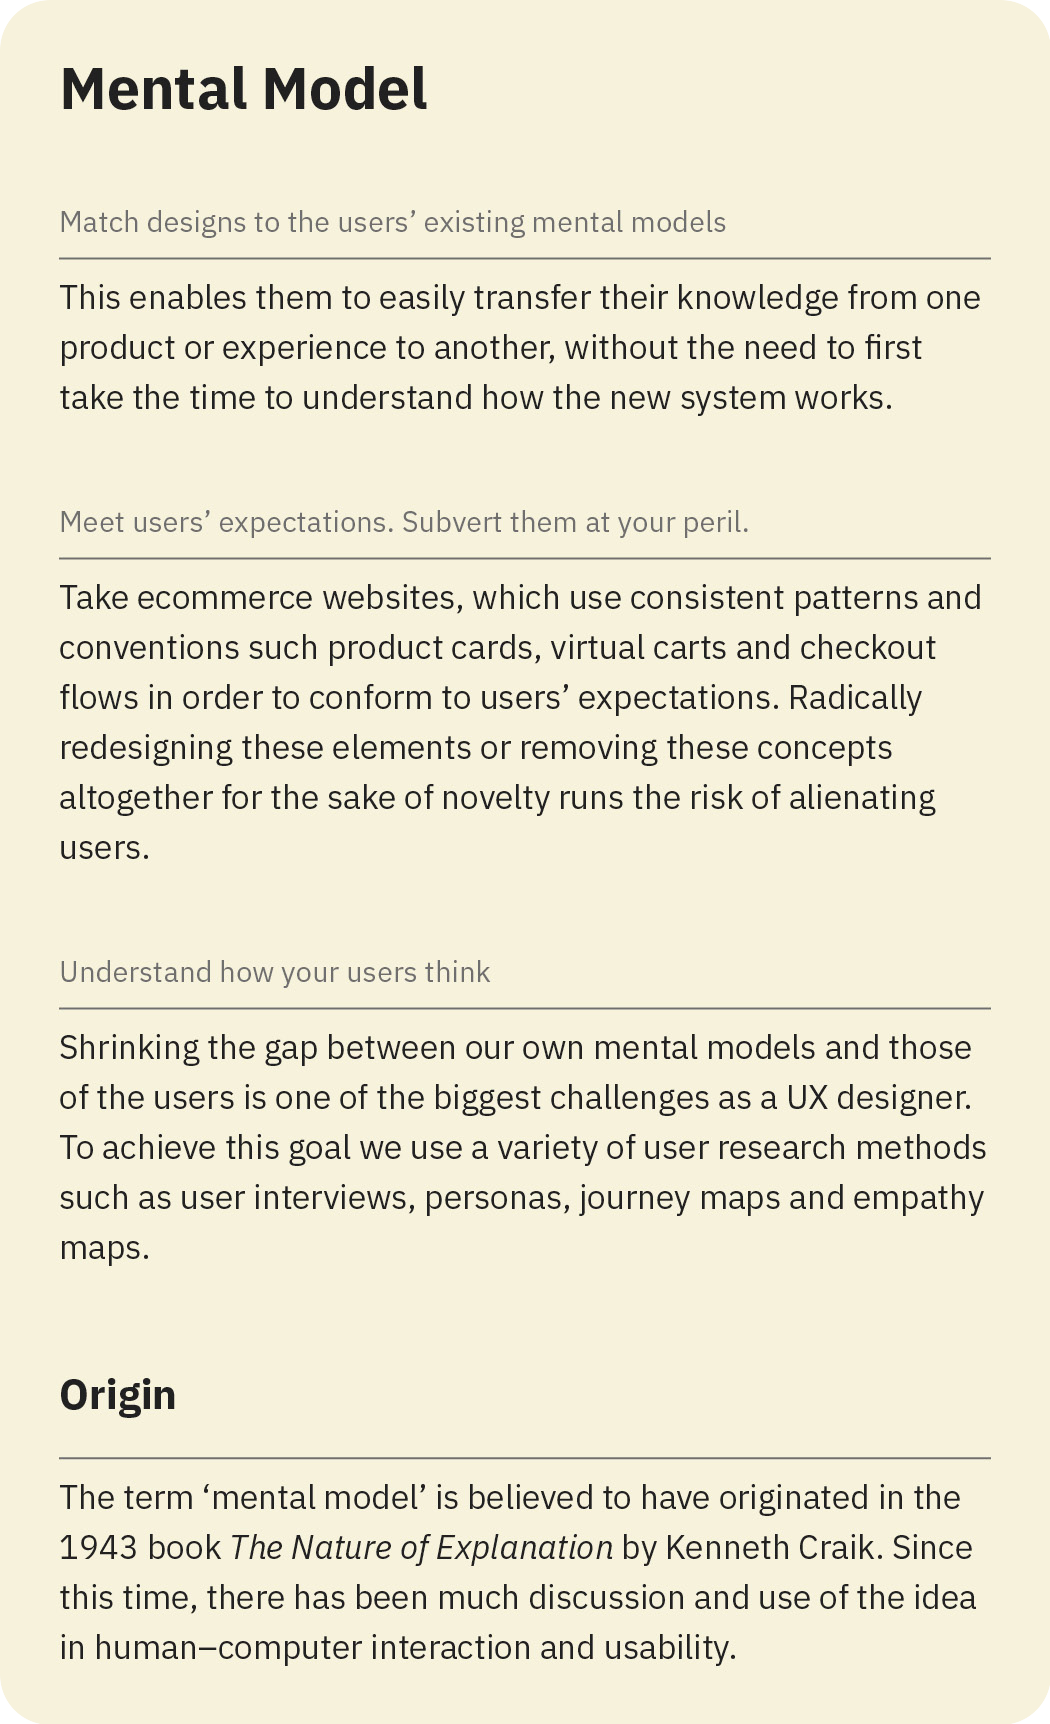 Mental Model
Match designs to the users’ existing mental models
This enables them to easily transfer their knowledge from one
product or experience to another, without the need to first
take the time to understand how the new system works.
Meet users’ expectations. Subvert them at your peril.
Take ecommerce websites, which use consistent patterns and
conventions such product cards, virtual carts and checkout
flows in order to conform to users’ expectations. Radically
redesigning these elements or removing these concepts
altogether for the sake of novelty runs the risk of alienating
users.
Understand how your users think
Shrinking the gap between our own mental models and those
of the users is one of the biggest challenges as a UX designer.
To achieve this goal we use a variety of user research methods
such as user interviews, personas, journey maps and empathy
maps.
Origin
The term ‘mental model’ is believed to have originated in the
1943 book The Nature of Explanation by Kenneth Craik. Since
this time, there has been much discussion and use of the idea
in human–computer interaction and usability.